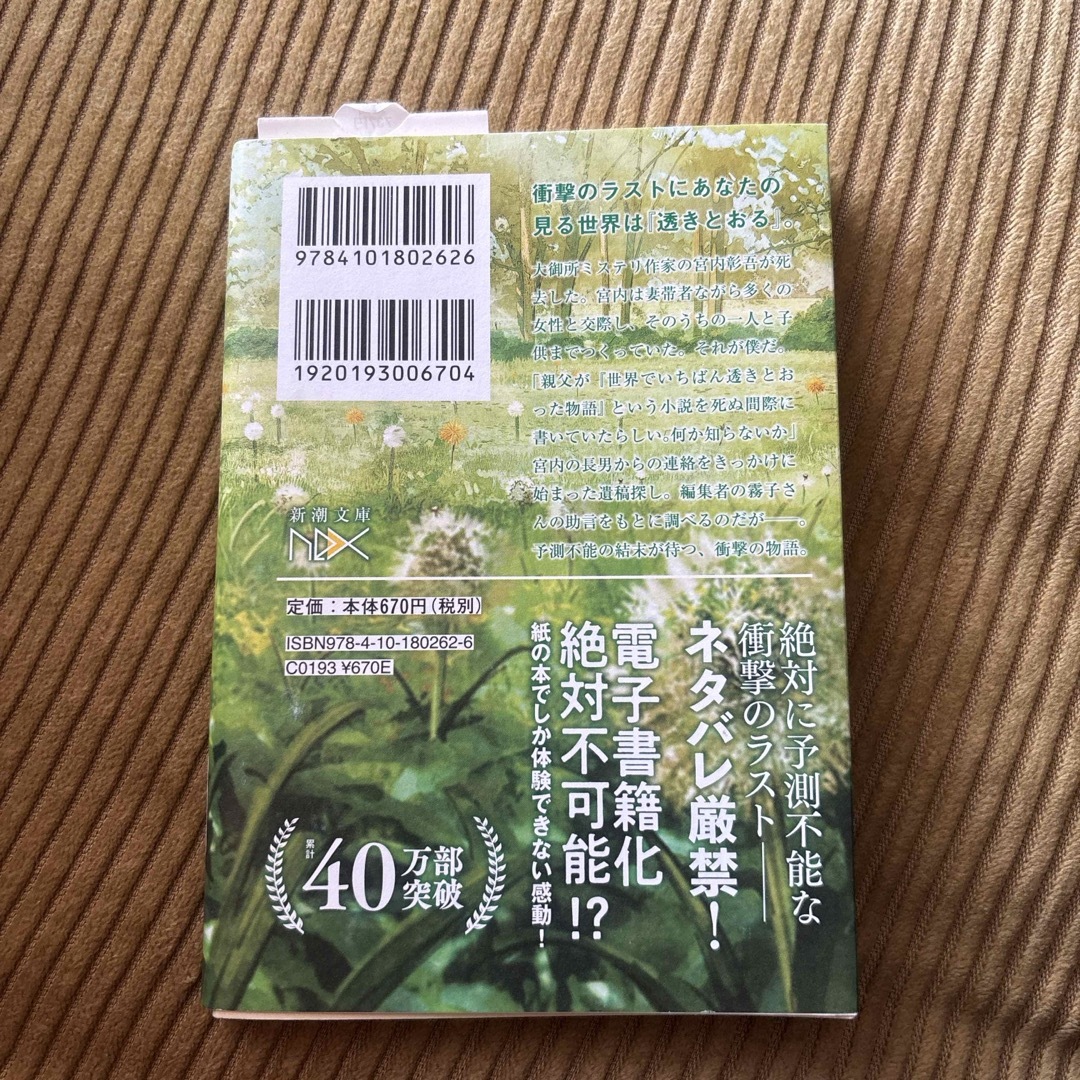 9784101802626
1920193006704
衝撃のラストにあなたの
見る世界は『透きとおる』。
大御所ミステリ作家の宮内彰吾が死
去した。宮内は妻帯者ながら多くの
女性と交際し、そのうちの一人と子
供までつくっていた。それが僕だ。
「親父が『世界でいちばん透きとお
った物語』という小説を死ぬ間際に
書いていたらしい。何か知らないか」
宮内の長男からの連絡をきっかけに
始まった遺稿探し。編集者の霧子さ
んの助言をもとに調べるのだが――。
予測不能の結末が待つ、衝撃の物語。
新潮文庫
nex
定価：本体670円（税別）
ISBN978-4-10-180262-6
C0193 ¥670E
絶対に予測不能な
衝撃のラスト――
ネタバレ厳禁！
電子書籍化
絶対不可能!?
紙の本でしか体験できない感動！
累計
40万部
突破